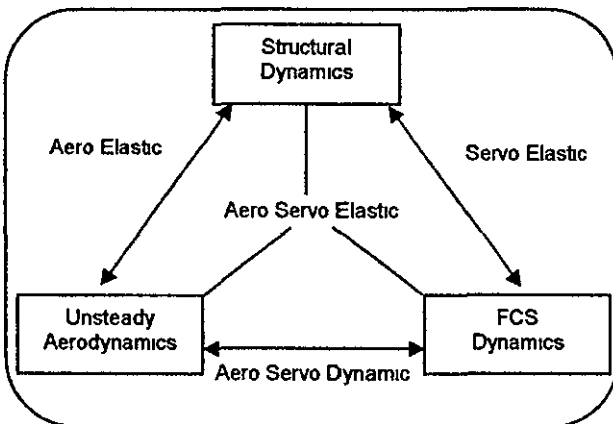 Structural
Dynamics
Aero Elastic
Servo Elastic
Aero Servo Elastic
Unsteady
Aerodynamics
FCS
Dynamics
Aero Servo Dynamic